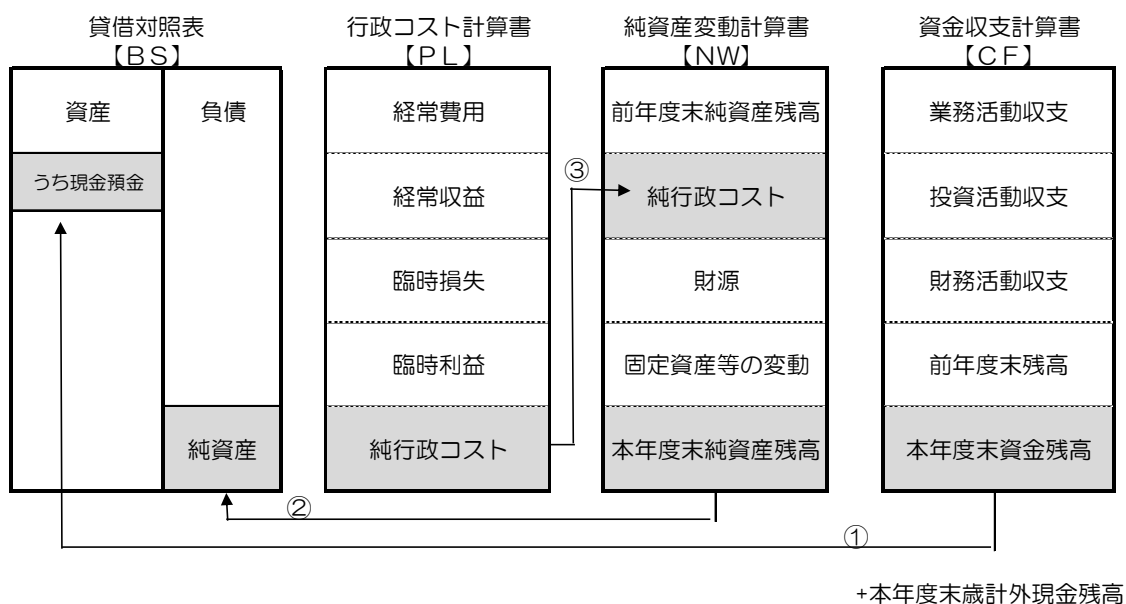 貸借対照表
【ＢＳ】
資産
負債
うち現金預金
純資産
行政コスト計算書
【ＰＬ】
経常費用
経常収益
臨時損失
臨時利益
純行政コスト
純資産変動計算書
【NW】
前年度末純資産残高
純行政コスト
財源
固定資産等の変動
本年度末純資産残高
資金収支計算書
【ＣＦ】
業務活動収支
投資活動収支
財務活動収支
前年度末残高
本年度末資金残高
③
②
①
+本年度末歳計外現金残高